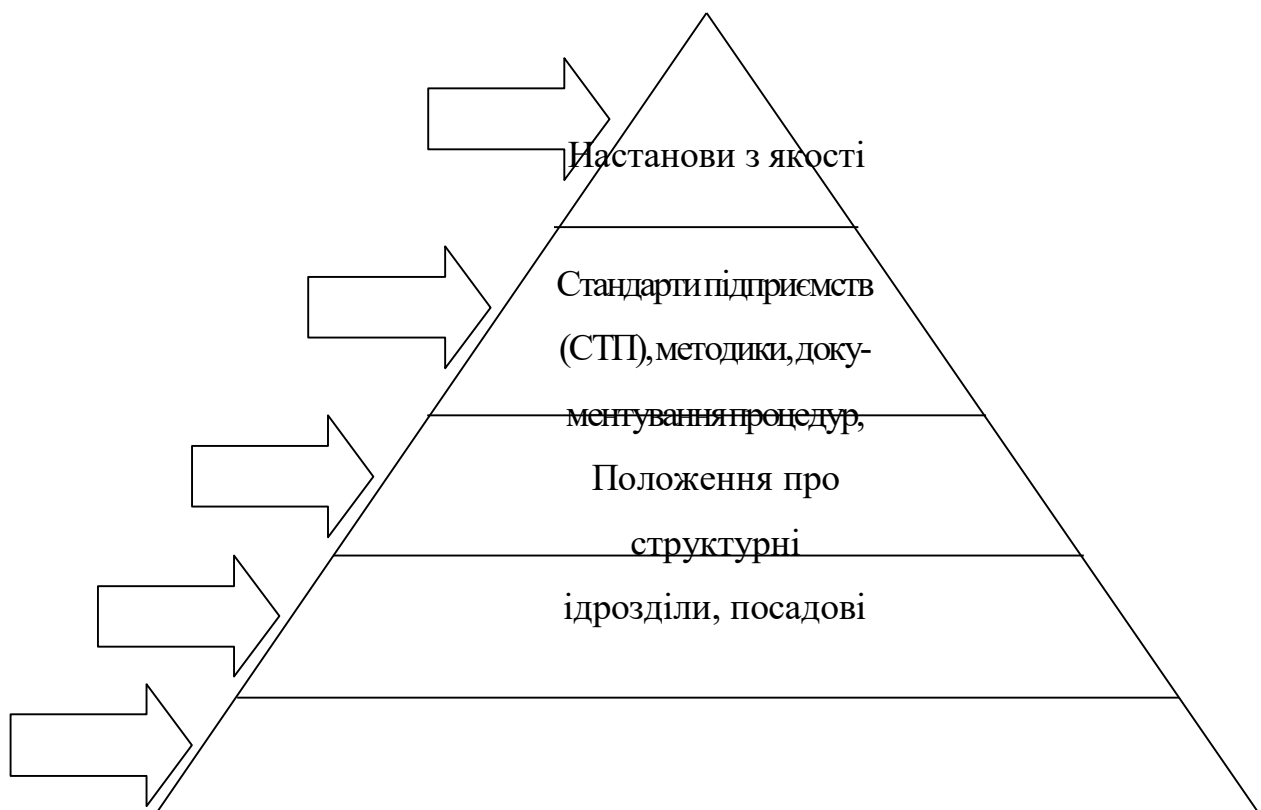 Настанови з якості
Стандарти підприємств
(СТП), методики, доку-
ментування процедур,
Положення про
структурні
ідрозділи, посадові